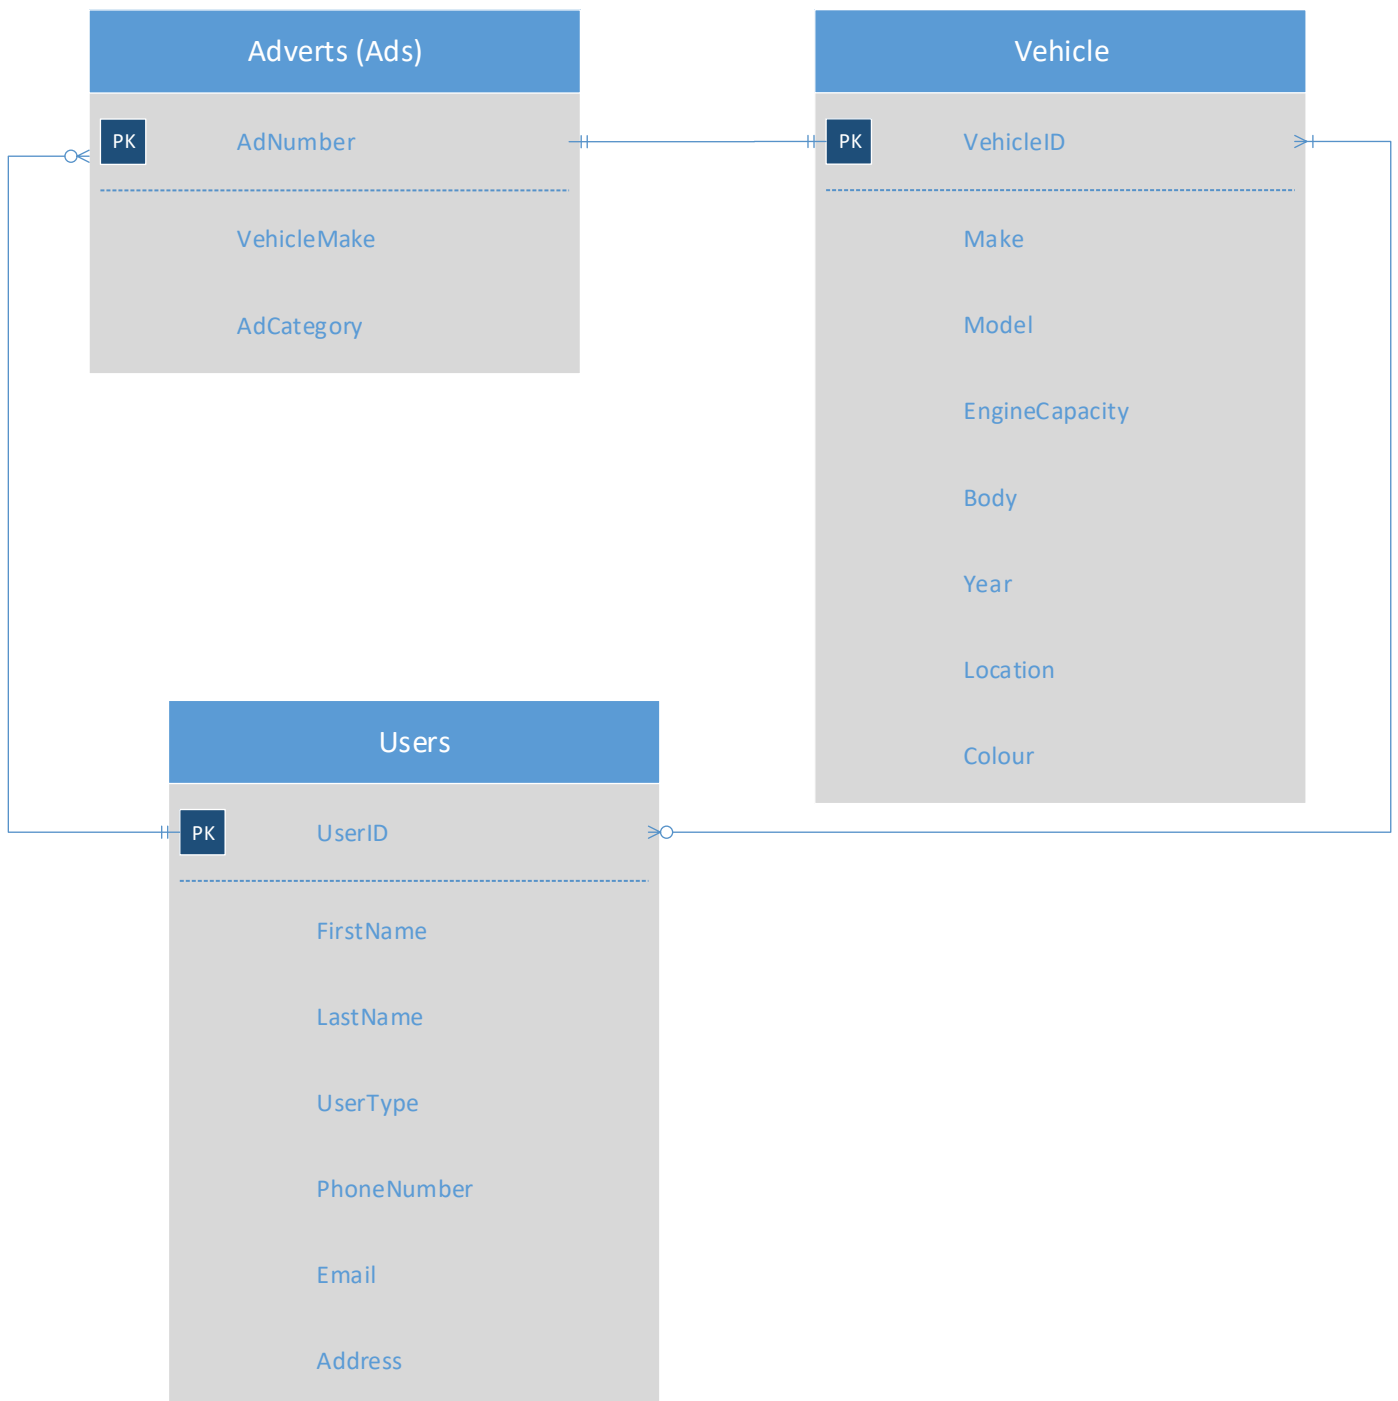 Adverts (Ads)
PK AdNumber
VehicleMake
AdCategory
Vehicle
PK VehicleID
Make
Model
EngineCapacity
Body
Year
Location
Colour
Users
PK UserID
FirstName
LastName
UserType
PhoneNumber
Email
Address